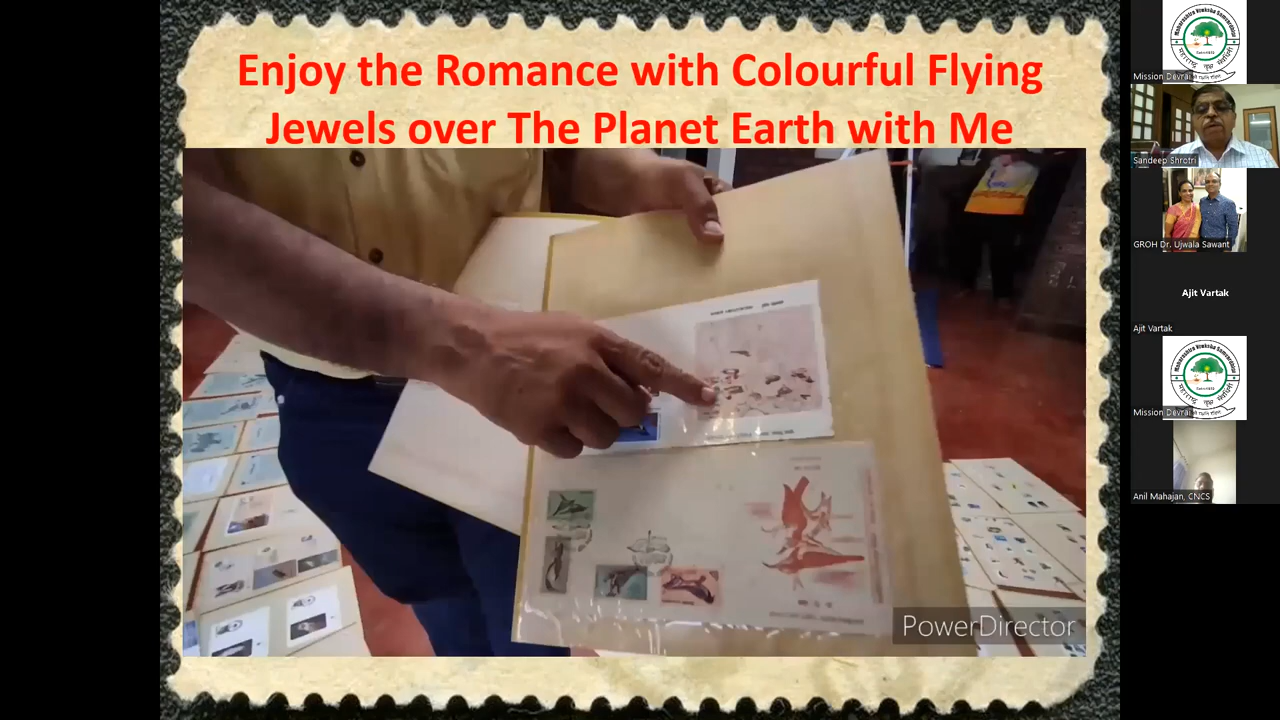 Enjoy the Romance with Colourful Flying
Jewels over The Planet Earth with Me
PowerDirector
Mission Devrai
Sandeep Shrotri
GROH Dr. Ujwala Sawant
Ajit Vartak
Ajit Vartak
Mission Devrai
Anil Mahajan, CNCS